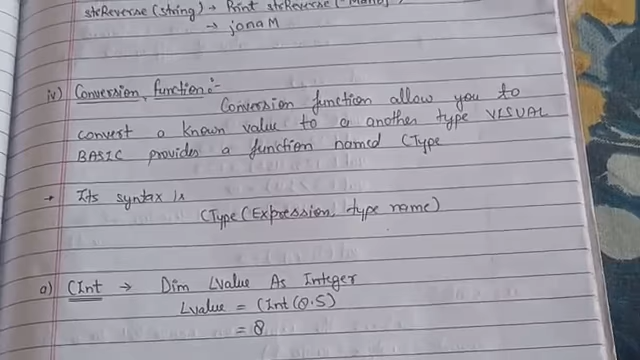 strReverse (string) → Print strReverse ("Manoj")
→ jonaM
iv) Conversion function :-
Conversion function allow you to
convert a known value to a another type VISUAL
BASIC provides a function named CType
→ Its syntax is
CType (Expression, type name)
a) CInt → Dim Lvalue As Integer
Lvalue = CInt (8.5)
= 8